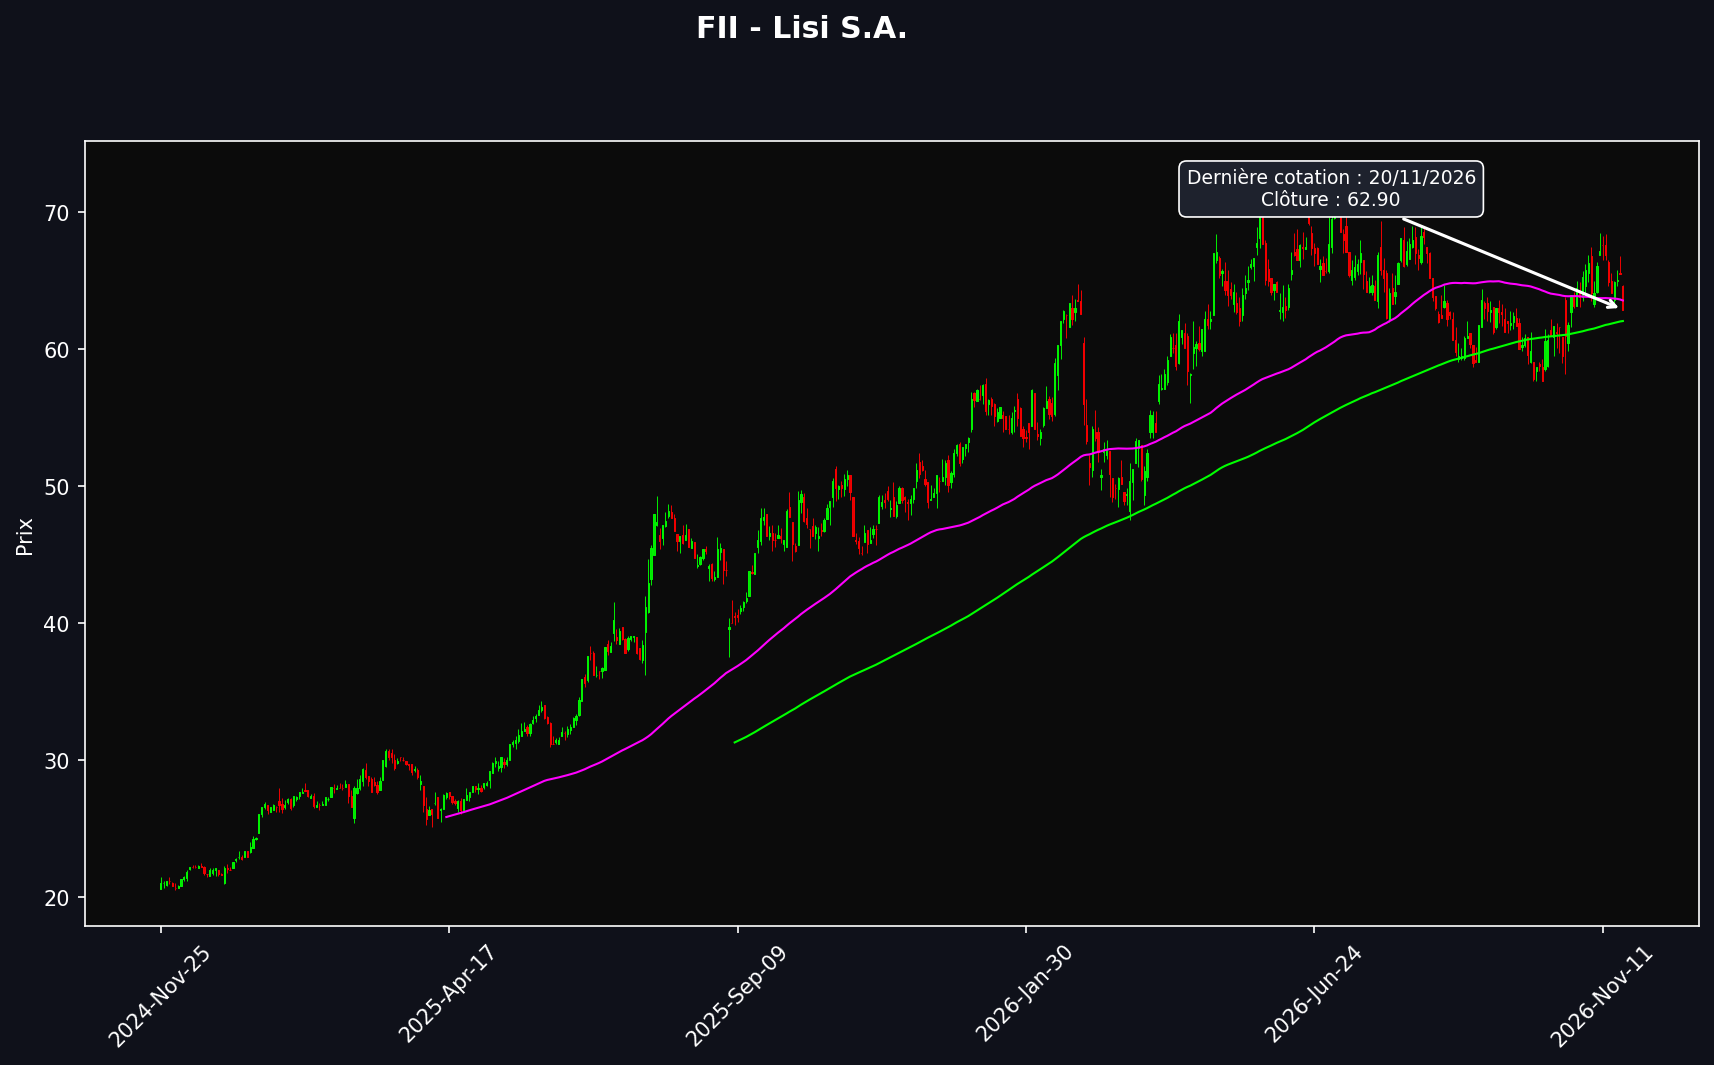 FII - Lisi S.A.
Dernière cotation : 20/11/2026
Clôture : 62.90
Prix
70
60
50
40
30
20
2024-Nov-25
2025-Apr-17
2025-Sep-09
2026-Jan-30
2026-Jun-24
2026-Nov-11